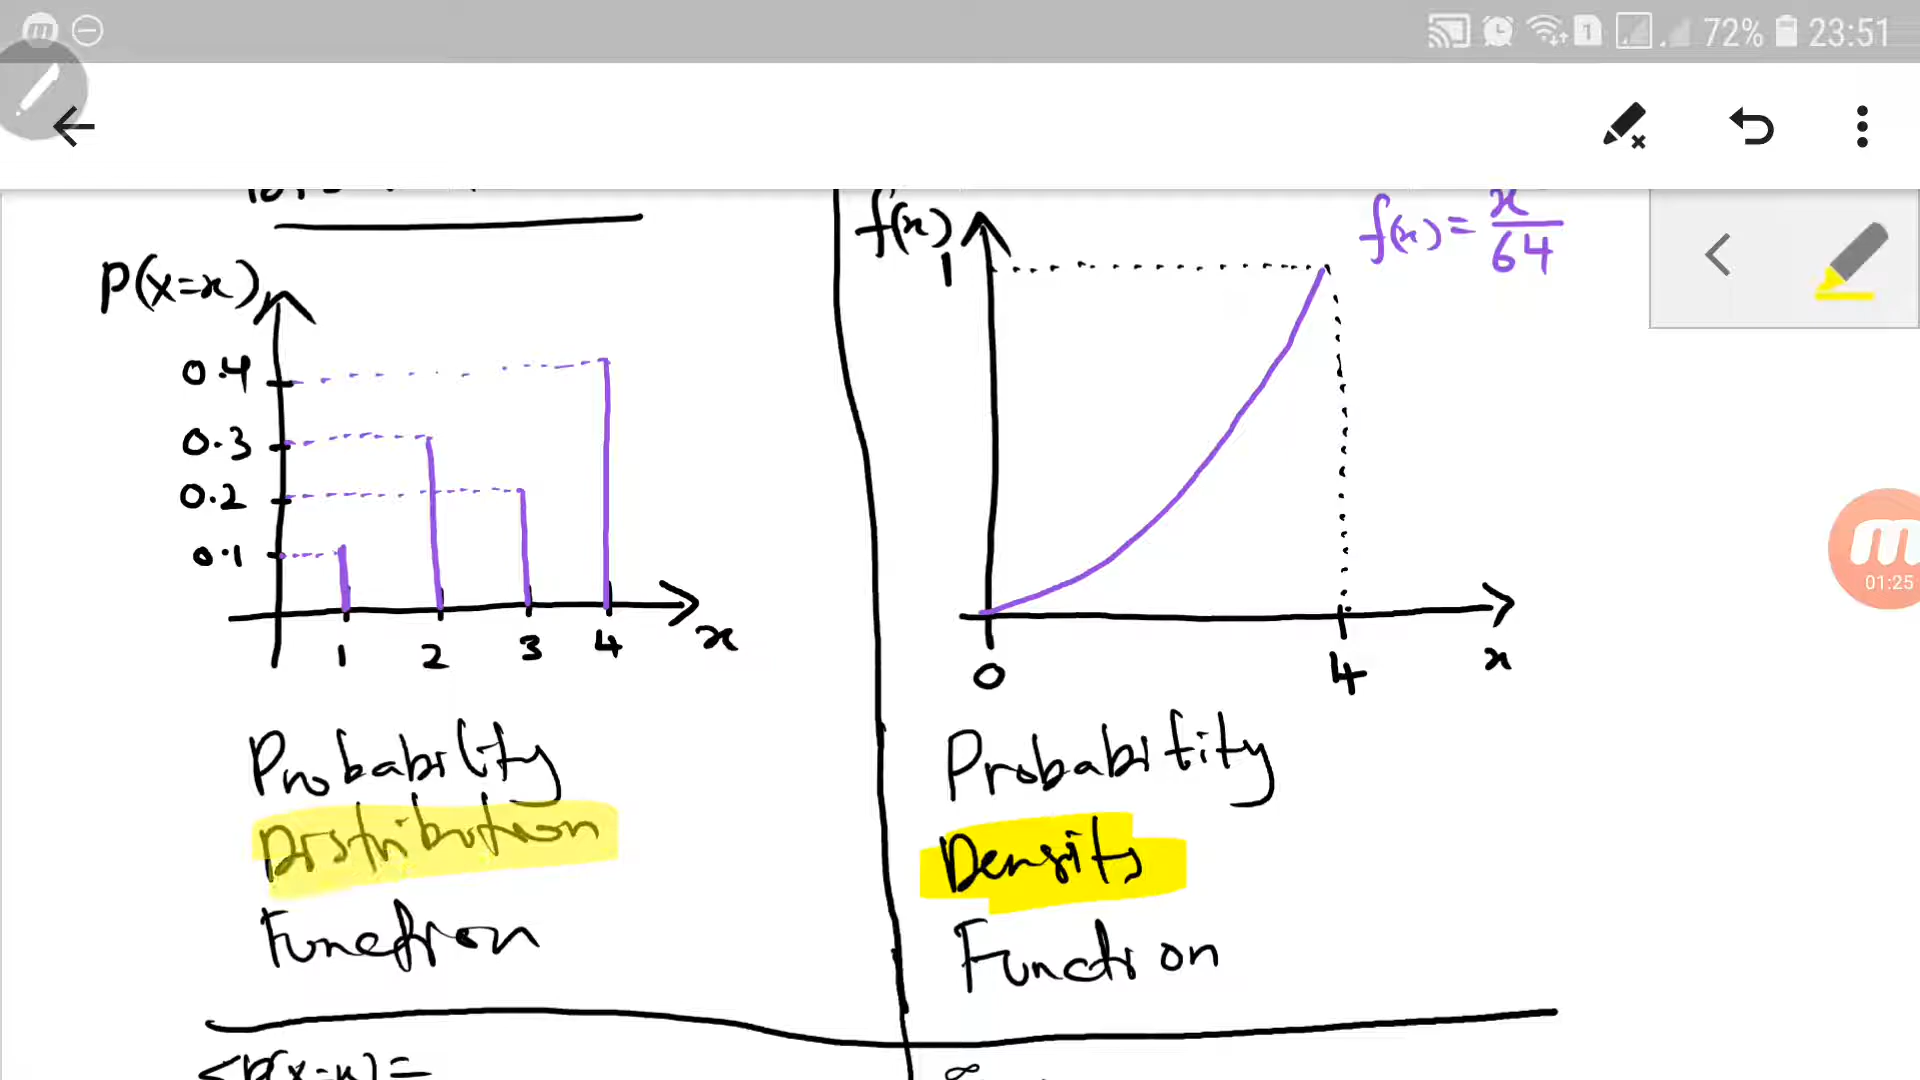 72% 23:51
P(X=x)
0.4
0.3
0.2
0.1
1 2 3 4 x
Probability
Distribution
Function
f(x)
1
f(x) = x
64
0 4 x
Probability
Density
Function
01:25
P(X=x) =
∞